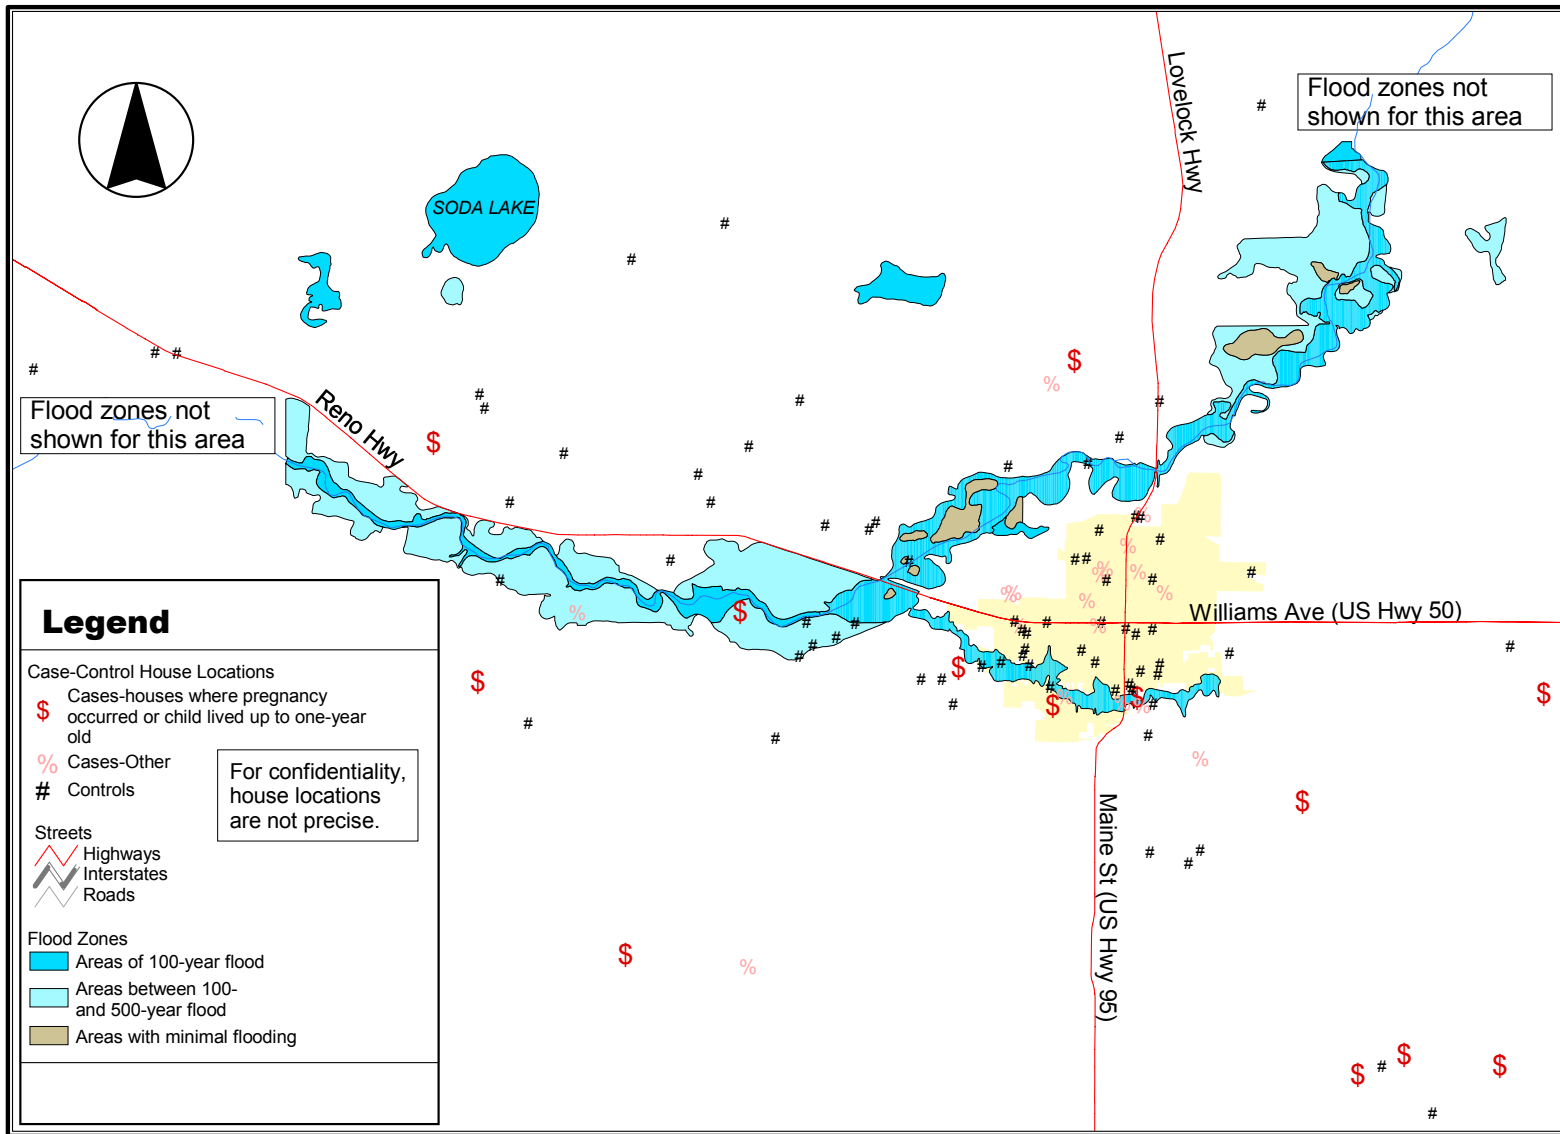 Lovelock Hwy
Flood zones not
shown for this area
SODA LAKE
Reno Hwy
Flood zones not
shown for this area
Williams Ave (US Hwy 50)
Maine St (US Hwy 95)
Legend
Case-Control House Locations
$ Cases-houses where pregnancy
occurred or child lived up to one-year
old
% Cases-Other
# Controls
For confidentiality,
house locations
are not precise.
Streets
Highways
Interstates
Roads
Flood Zones
Areas of 100-year flood
Areas between 100-
and 500-year flood
Areas with minimal flooding